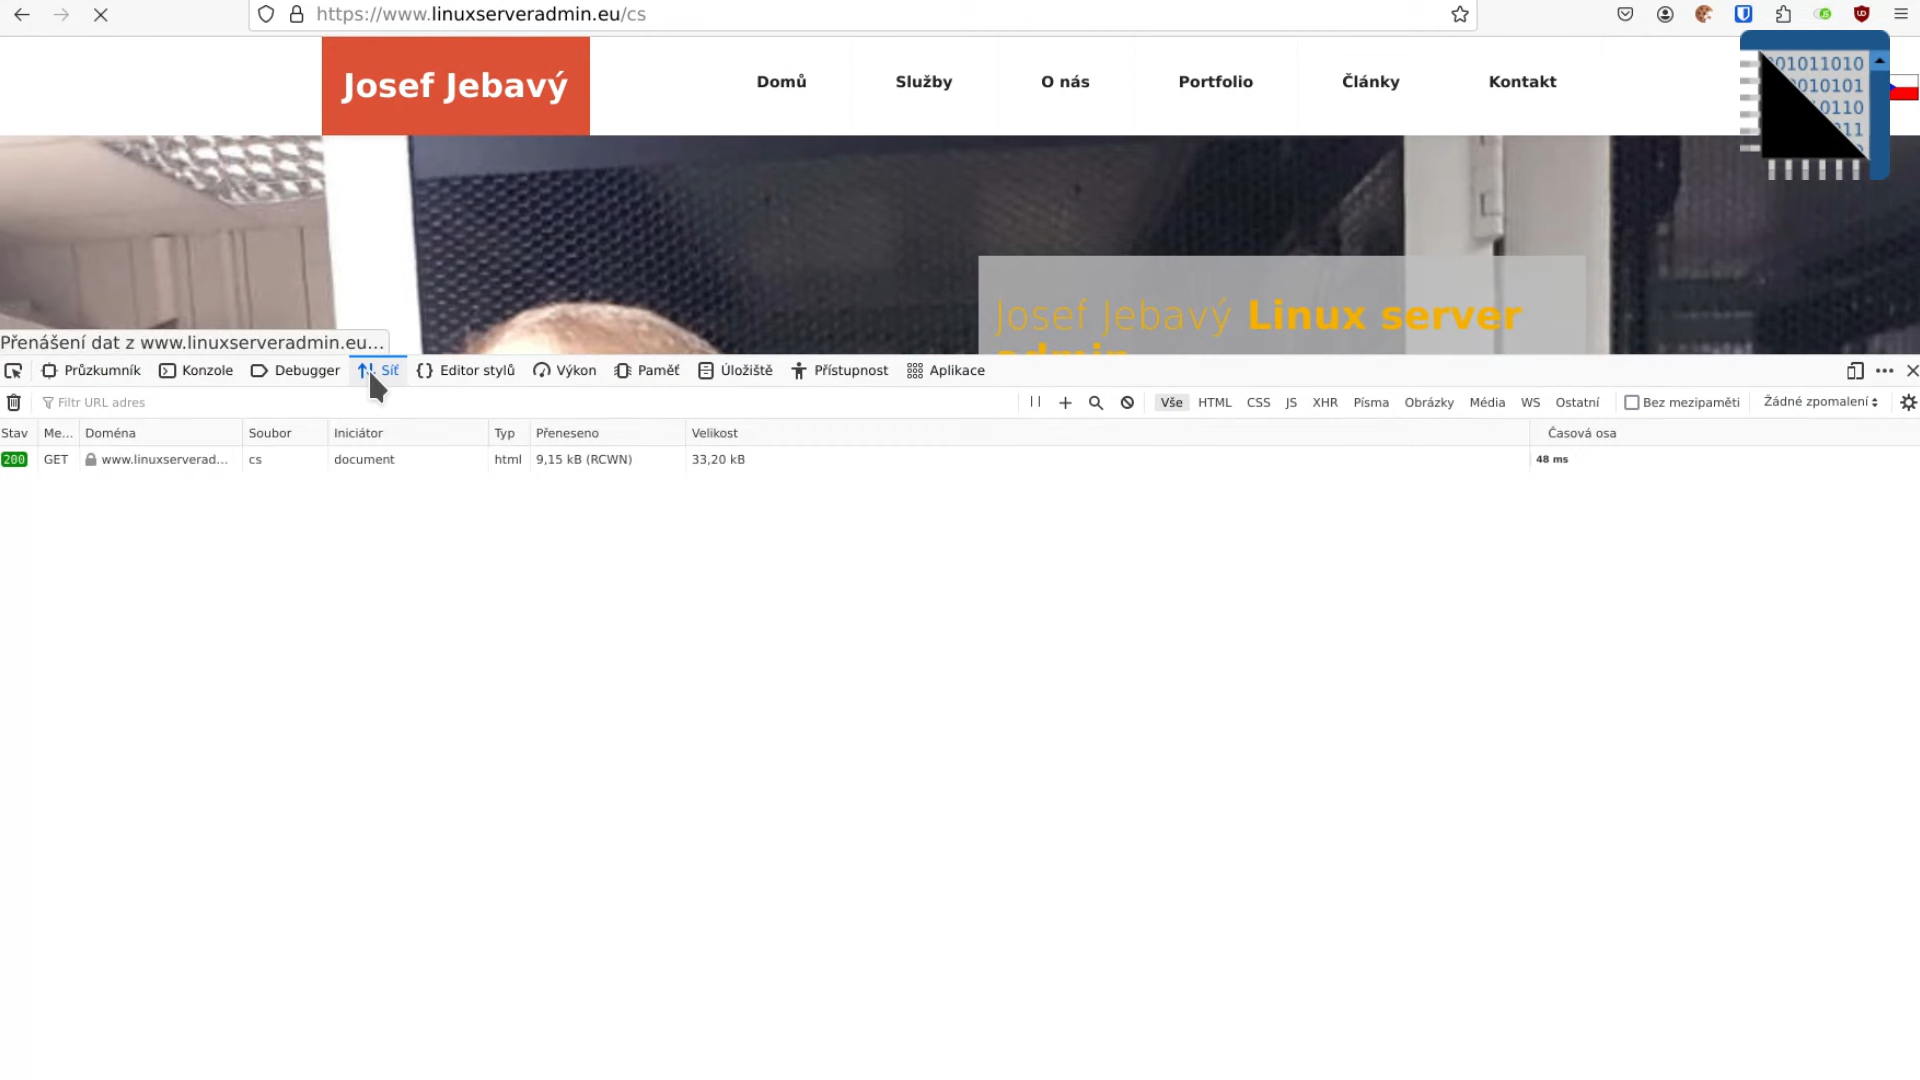 https://www.linuxserveradmin.eu/cs
Josef Jebavý
Domů
Služby
O nás
Portfolio
Články
Kontakt
01011010
010101
0110
011
Josef Jebavý Linux server
admin
Přenášení dat z www.linuxserveradmin.eu…
Průzkumník
Konzole
Debugger
Síť
Editor stylů
Výkon
Paměť
Úložiště
Přístupnost
Aplikace
Filtr URL adres
Vše
HTML
CSS
JS
XHR
Písma
Obrázky
Média
WS
Ostatní
Bez mezipaměti
Žádné zpomalení
Stav
Me…
Doména
Soubor
Iniciátor
Typ
Přeneseno
Velikost
Časová osa
200
GET
www.linuxserverad…
cs
document
html
9,15 kB (RCWN)
33,20 kB
48 ms